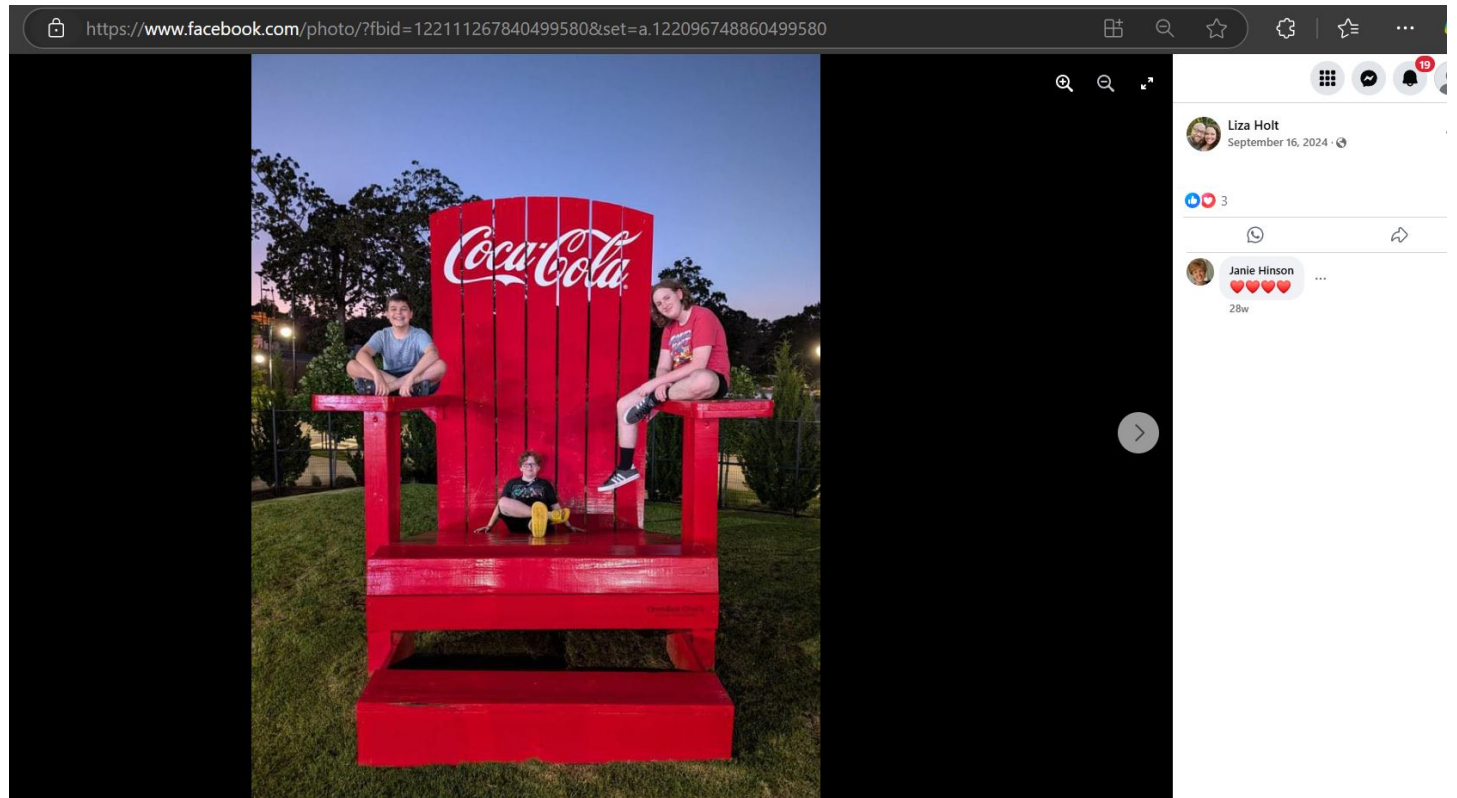 https://www.facebook.com/photo/?fbid=122111267840499580&set=a.122096748860499580
19
Liza Holt
September 16, 2024
Coca-Cola
3
Janie Hinson
28w